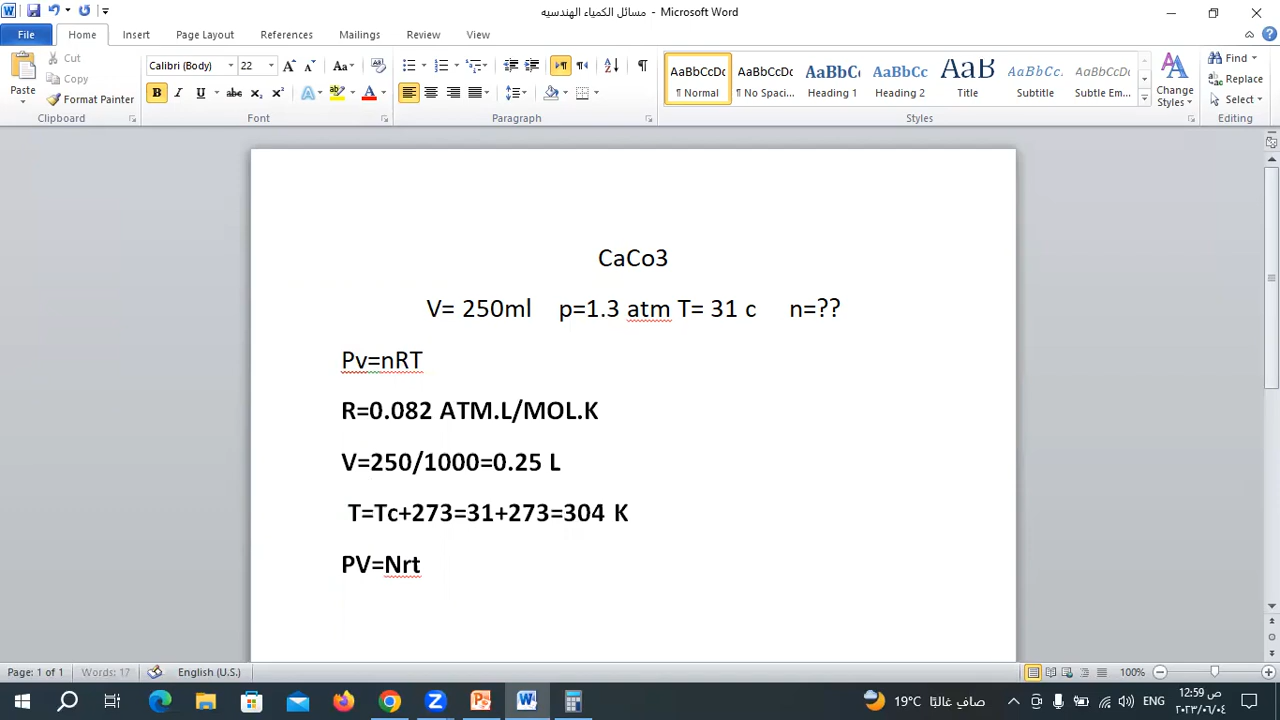 مسائل الكمياء الهندسيه - Microsoft Word
File Home Insert Page Layout References Mailings Review View
Paste
Cut
Copy
Format Painter
Clipboard
Calibri (Body) 22
Font
Paragraph
AaBbCcDc AaBbCcDc AaBbCc AaBbCc AaB AaBbCc. AaBbCcDc
¶ Normal ¶ No Spaci... Heading 1 Heading 2 Title Subtitle Subtle Em...
Change Styles
Styles
Find
Replace
Select
Editing
CaCo3
V= 250ml p=1.3 atm T= 31 c n=??
Pv=nRT
R=0.082 ATM.L/MOL.K
V=250/1000=0.25 L
T=Tc+273=31+273=304 K
PV=Nrt
Page: 1 of 1 Words: 17 English (U.S.) 100%
19°C صافي غالبًا ENG 12:59 ص
٢٠٢٣/٠٦/٠٤